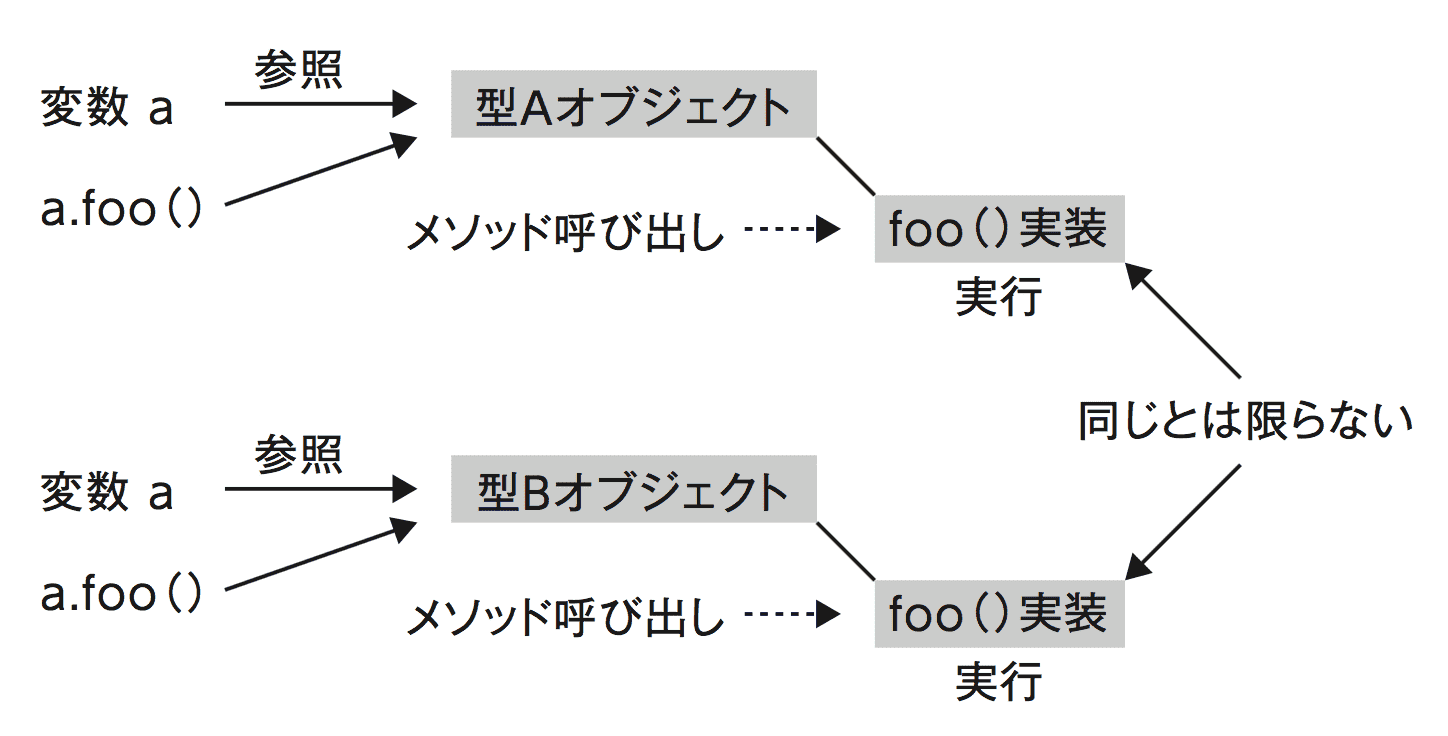 参照
変数 a
型Aオブジェクト
a.foo()
メソッド呼び出し
foo()実装
実行
同じとは限らない
参照
変数 a
型Bオブジェクト
a.foo()
メソッド呼び出し
foo()実装
実行